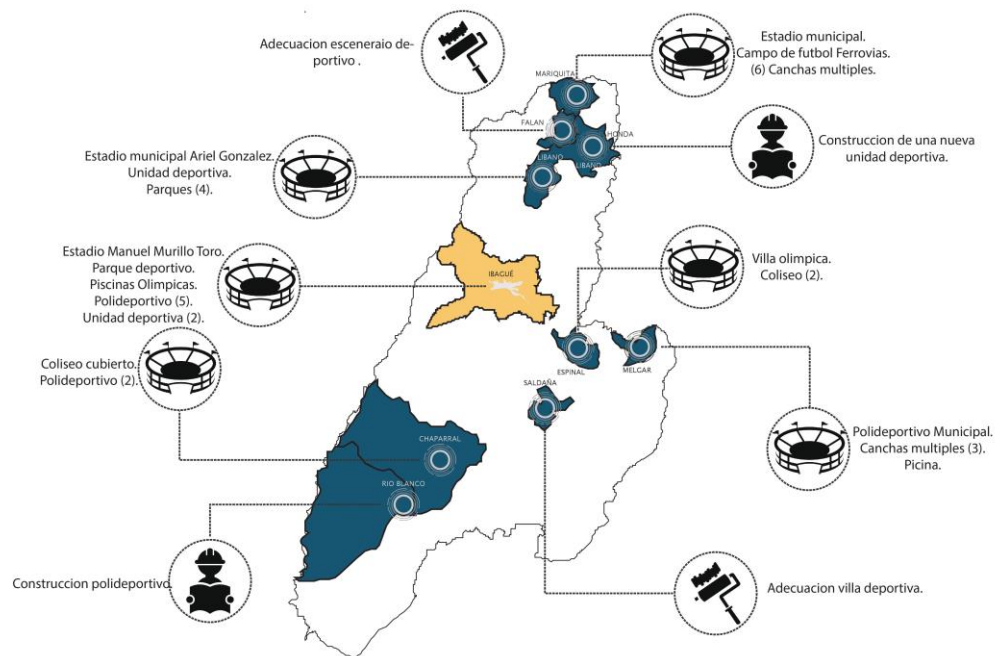 Adecuacion esceneraio de-
portivo .
Estadio municipal.
Campo de futbol Ferrovias.
(6) Canchas multiples.
MARIQUITA
FALAN
HONDA
LIBANO
LIBANO
Construccion de una nueva
unidad deportiva.
Estadio municipal Ariel Gonzalez.
Unidad deportiva.
Parques (4).
Estadio Manuel Murillo Toro.
Parque deportivo.
Piscinas Olimpicas.
Polideportivo (5).
Unidad deportiva (2).
IBAGUÉ
Villa olimpica.
Coliseo (2).
Coliseo cubierto.
Polideportivo (2).
ESPINAL
MELGAR
SALDAÑA
CHAPARRAL
RIO BLANCO
Polideportivo Municipal.
Canchas multiples (3).
Picina.
Construccion polideportivo.
Adecuacion villa deportiva.